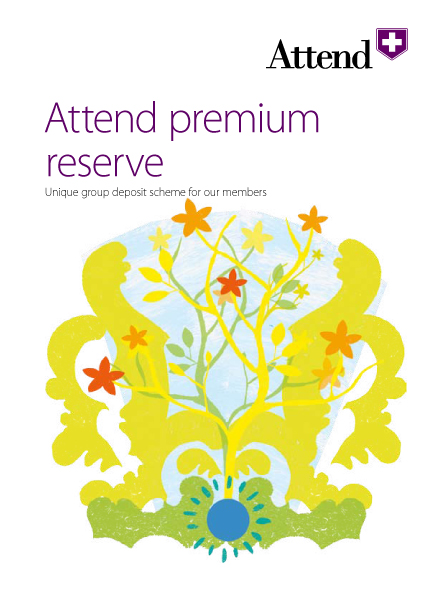 Attend
Attend premium
reserve
Unique group deposit scheme for our members